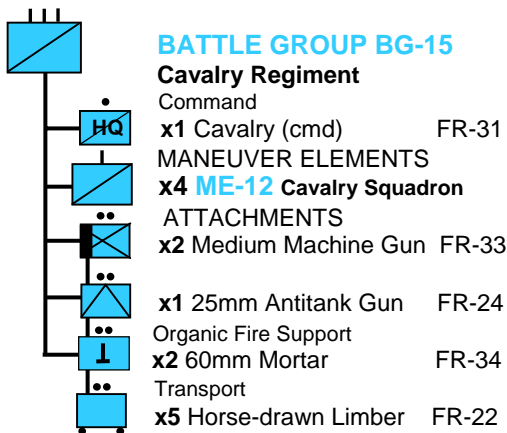 BATTLE GROUP BG-15
Cavalry Regiment
Command
HQ x1 Cavalry (cmd) FR-31
MANEUVER ELEMENTS
x4 ME-12 Cavalry Squadron
ATTACHMENTS
x2 Medium Machine Gun FR-33
x1 25mm Antitank Gun FR-24
Organic Fire Support
x2 60mm Mortar FR-34
Transport
x5 Horse-drawn Limber FR-22